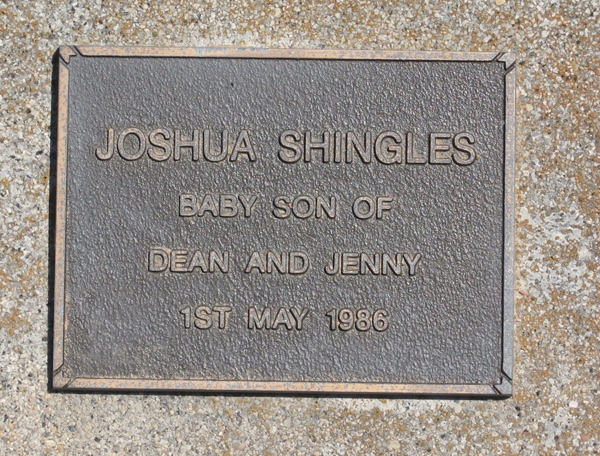 JOSHUA SHINGLES
BABY SON OF
DEAN AND JENNY
1ST MAY 1986